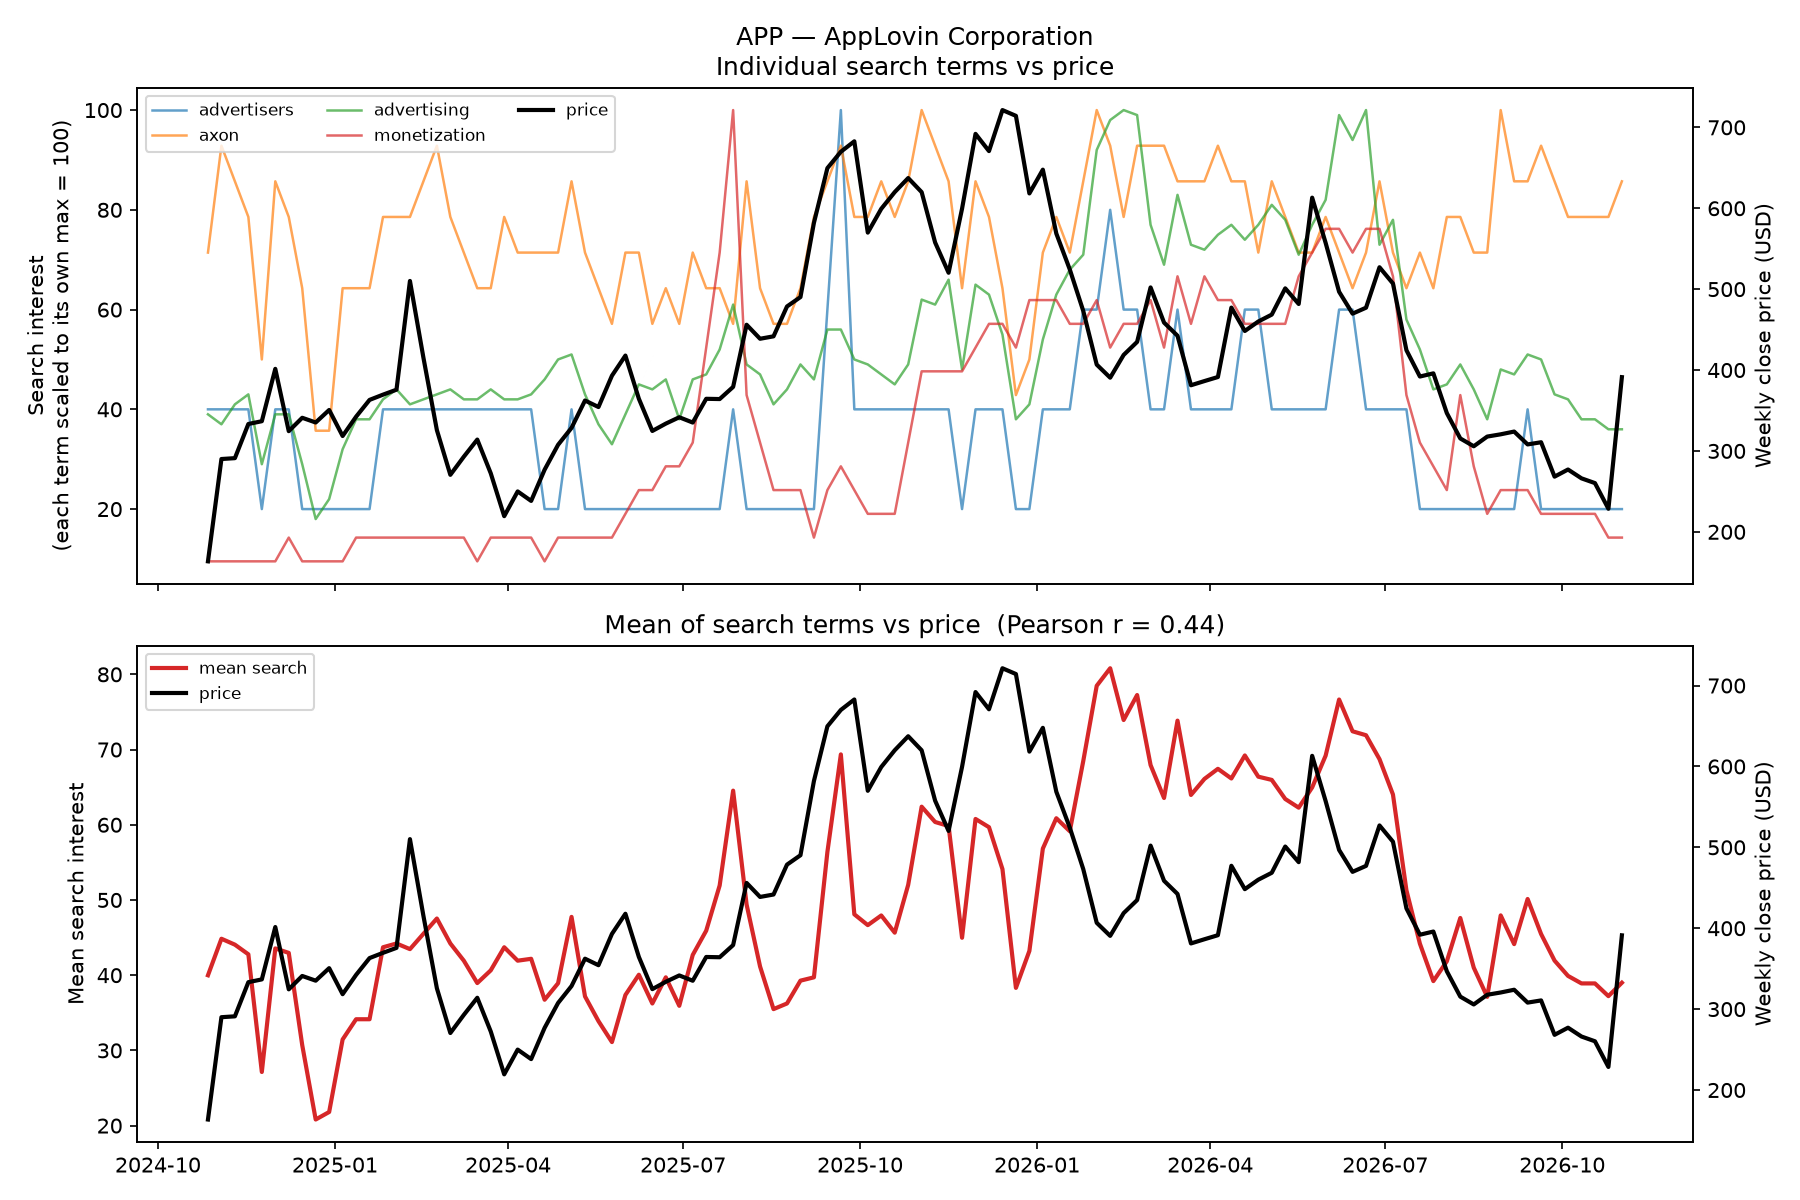 APP — AppLovin Corporation
Individual search terms vs price
advertisers
axon
advertising
monetization
price
Search interest
(each term scaled to its own max = 100)
100
80
60
40
20
700
600
500
400
300
200
Weekly close price (USD)
Mean of search terms vs price (Pearson r = 0.44)
mean search
price
Mean search interest
80
70
60
50
40
30
20
700
600
500
400
300
200
Weekly close price (USD)
2024-10 2025-01 2025-04 2025-07 2025-10 2026-01 2026-04 2026-07 2026-10